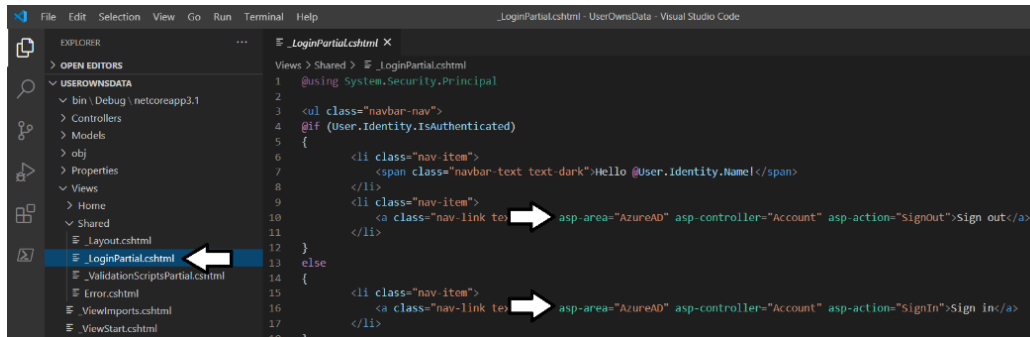 File Edit Selection View Go Run Terminal Help _LoginPartial.cshtml - UserOwnsData - Visual Studio Code
EXPLORER ...
OPEN EDITORS
USEROWNSDATA
bin \ Debug \ netcoreapp3.1
Controllers
Models
obj
Properties
Views
Home
Shared
_Layout.cshtml
_LoginPartial.cshtml
_ValidationScriptsPartial.cshtml
Error.cshtml
_ViewImports.cshtml
_ViewStart.cshtml
_LoginPartial.cshtml
Views > Shared > _LoginPartial.cshtml
1 @using System.Security.Principal
2
3 <ul class="navbar-nav">
4 @if (User.Identity.IsAuthenticated)
5 {
6 <li class="nav-item">
7 <span class="navbar-text text-dark">Hello @User.Identity.Name!</span>
8 </li>
9 <li class="nav-item">
10 <a class="nav-link te asp-area="AzureAD" asp-controller="Account" asp-action="SignOut">Sign out</a>
11 </li>
12 }
13 else
14 {
15 <li class="nav-item">
16 <a class="nav-link te asp-area="AzureAD" asp-controller="Account" asp-action="SignIn">Sign in</a>
17 </li>